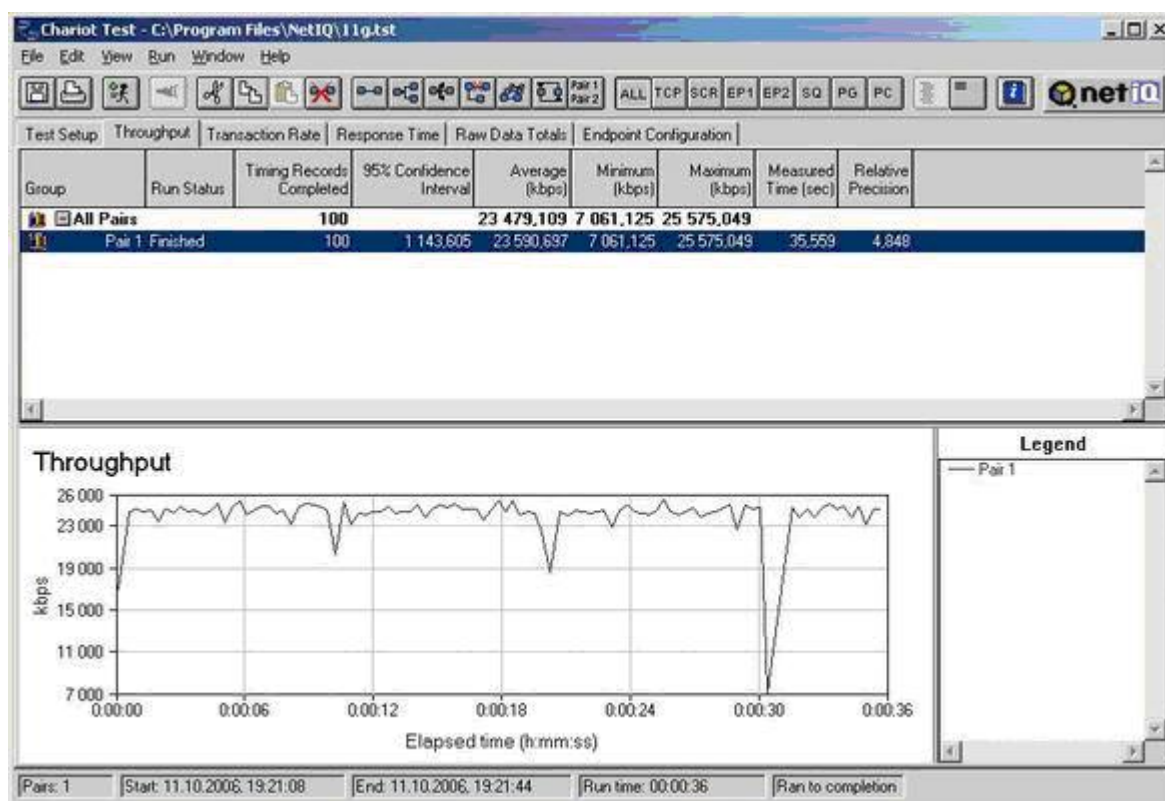 Chariot Test - C:\Program Files\NetIQ\11g.tst
File Edit View Run Window Help
Pair 1 Pair 2 ALL TCP SCR EP1 EP2 SQ PG PC i netiQ
Test Setup Throughput Transaction Rate Response Time Raw Data Totals Endpoint Configuration
Group Run Status Timing Records Completed 95% Confidence Interval Average (kbps) Minimum (kbps) Maximum (kbps) Measured Time (sec) Relative Precision
All Pairs 100 23 479,109 7 061,125 25 575,049
Pair 1 Finished 100 1 143,605 23 590,697 7 061,125 25 575,049 35,559 4,848
Throughput
Legend
Pair 1
26 000
23 000
19 000
kbps
15 000
11 000
7 000
0:00:00 0:00:06 0:00:12 0:00:18 0:00:24 0:00:30 0:00:36
Elapsed time (h:mm:ss)
Pairs: 1 Start: 11.10.2006, 19:21:08 End: 11.10.2006, 19:21:44 Run time: 00:00:36 Ran to completion